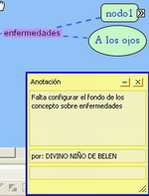 nodo1
enfermedades
A los ojos
Anotación
Falta configurar el fondo de los
concepto sobre enfermedades
por: DIVINO NIÑO DE BELEN